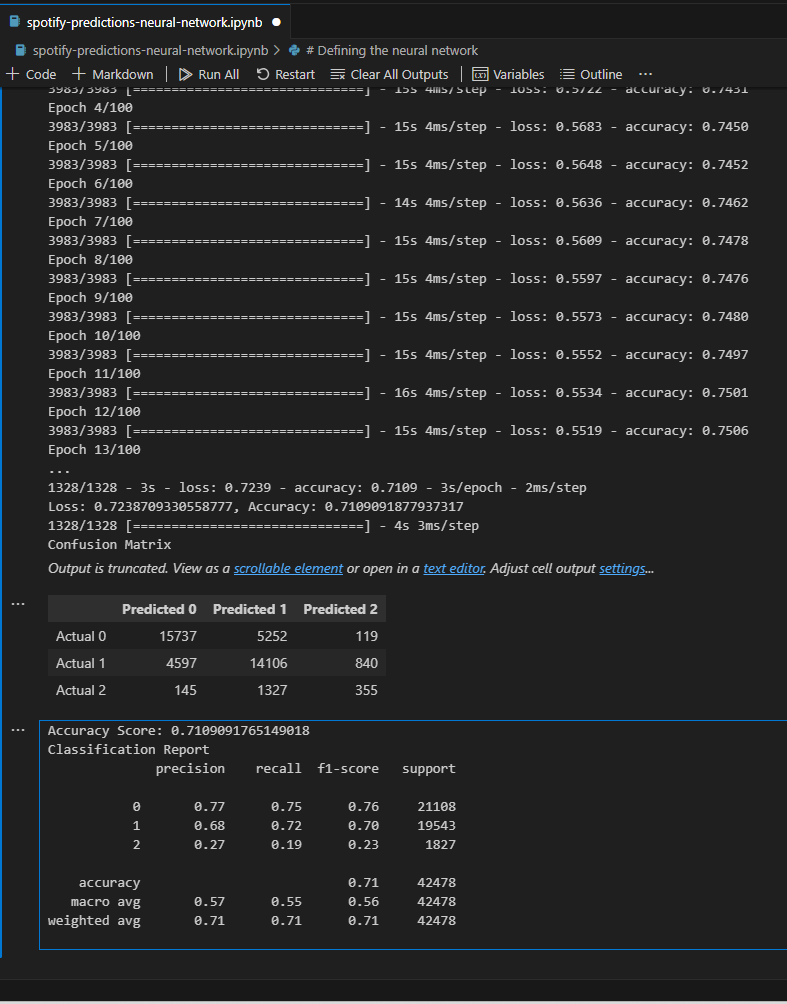 spotify-predictions-neural-network.ipynb ●
spotify-predictions-neural-network.ipynb > # Defining the neural network
+ Code + Markdown | Run All Restart Clear All Outputs | Variables Outline ...
3983/3983 [==============================] - 15s 4ms/step - loss: 0.5722 - accuracy: 0.7431
Epoch 4/100
3983/3983 [==============================] - 15s 4ms/step - loss: 0.5683 - accuracy: 0.7450
Epoch 5/100
3983/3983 [==============================] - 15s 4ms/step - loss: 0.5648 - accuracy: 0.7452
Epoch 6/100
3983/3983 [==============================] - 14s 4ms/step - loss: 0.5636 - accuracy: 0.7462
Epoch 7/100
3983/3983 [==============================] - 15s 4ms/step - loss: 0.5609 - accuracy: 0.7478
Epoch 8/100
3983/3983 [==============================] - 15s 4ms/step - loss: 0.5597 - accuracy: 0.7476
Epoch 9/100
3983/3983 [==============================] - 15s 4ms/step - loss: 0.5573 - accuracy: 0.7480
Epoch 10/100
3983/3983 [==============================] - 15s 4ms/step - loss: 0.5552 - accuracy: 0.7497
Epoch 11/100
3983/3983 [==============================] - 16s 4ms/step - loss: 0.5534 - accuracy: 0.7501
Epoch 12/100
3983/3983 [==============================] - 15s 4ms/step - loss: 0.5519 - accuracy: 0.7506
Epoch 13/100
...
1328/1328 - 3s - loss: 0.7239 - accuracy: 0.7109 - 3s/epoch - 2ms/step
Loss: 0.7238709330558777, Accuracy: 0.7109091877937317
1328/1328 [==============================] - 4s 3ms/step
Confusion Matrix
Output is truncated. View as a scrollable element or open in a text editor. Adjust cell output settings...
... Predicted 0 Predicted 1 Predicted 2
Actual 0 15737 5252 119
Actual 1 4597 14106 840
Actual 2 145 1327 355
... Accuracy Score: 0.7109091765149018
Classification Report
precision recall f1-score support
0 0.77 0.75 0.76 21108
1 0.68 0.72 0.70 19543
2 0.27 0.19 0.23 1827
accuracy 0.71 42478
macro avg 0.57 0.55 0.56 42478
weighted avg 0.71 0.71 0.71 42478